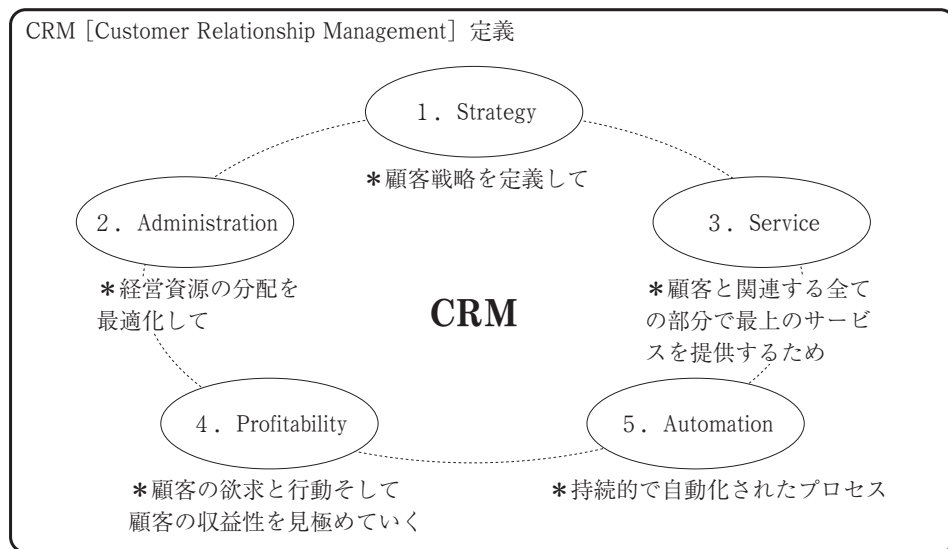 CRM [Customer Relationship Management] 定義
1．Strategy
＊顧客戦略を定義して
2．Administration
＊経営資源の分配を
最適化して
3．Service
＊顧客と関連する全て
の部分で最上のサービ
スを提供するため
CRM
4．Profitability
＊顧客の欲求と行動そして
顧客の収益性を見極めていく
5．Automation
＊持続的で自動化されたプロセス